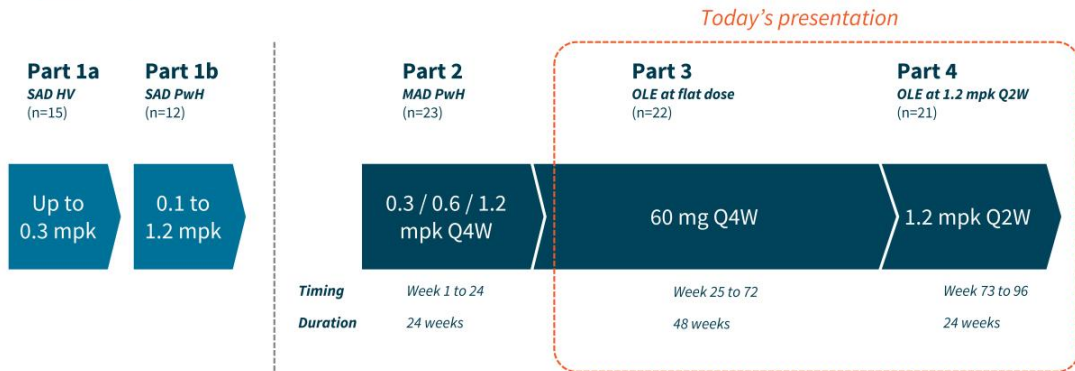 Today's presentation
Part 1a
SAD HV
(n=15)
Part 1b
SAD PwH
(n=12)
Part 2
MAD PwH
(n=23)
Part 3
OLE at flat dose
(n=22)
Part 4
OLE at 1.2 mpk Q2W
(n=21)
Up to
0.3 mpk
0.1 to
1.2 mpk
0.3 / 0.6 / 1.2
mpk Q4W
60 mg Q4W
1.2 mpk Q2W
Timing
Week 1 to 24
Week 25 to 72
Week 73 to 96
Duration
24 weeks
48 weeks
24 weeks